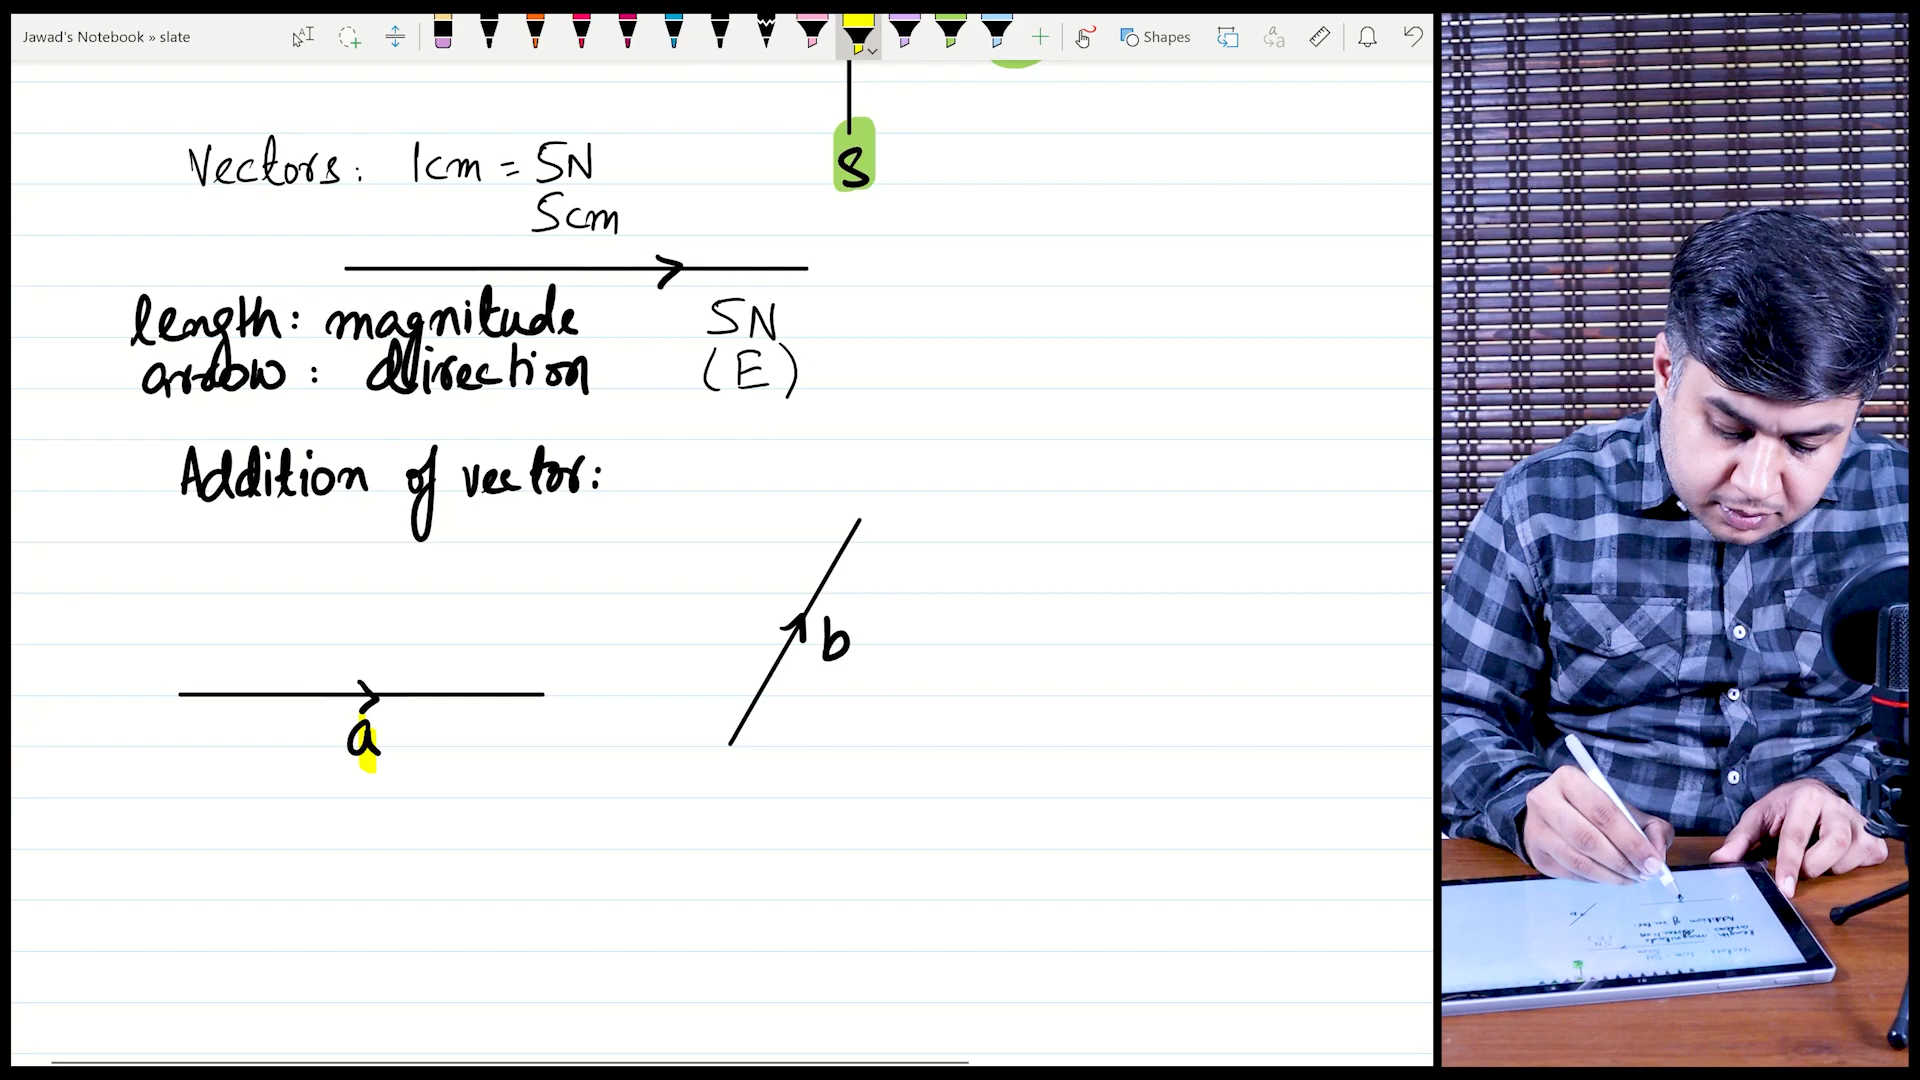 Jawad's Notebook » slate
Shapes
S
Vectors: 1cm = 5N
5cm
length: magnitude
5N
arrow: direction
(E)
Addition of vector:
b
a